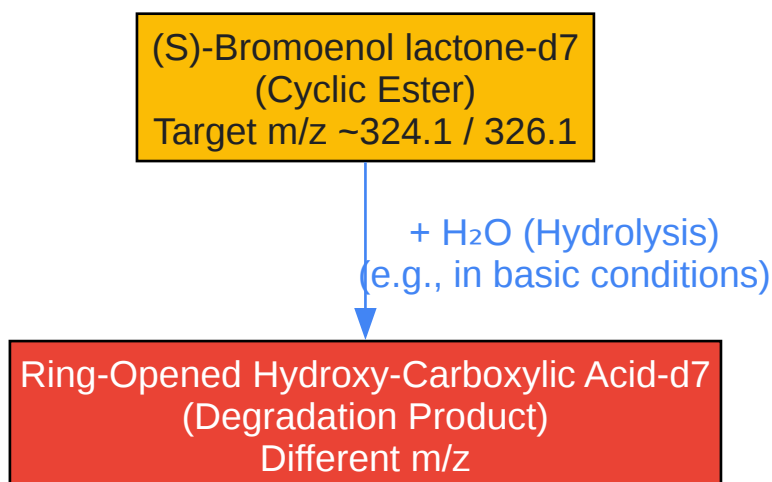 (S)-Bromoenol lactone-d7
(Cyclic Ester)
Target m/z ~324.1 / 326.1
+ H₂O (Hydrolysis)
(e.g., in basic conditions)
Ring-Opened Hydroxy-Carboxylic Acid-d7
(Degradation Product)
Different m/z